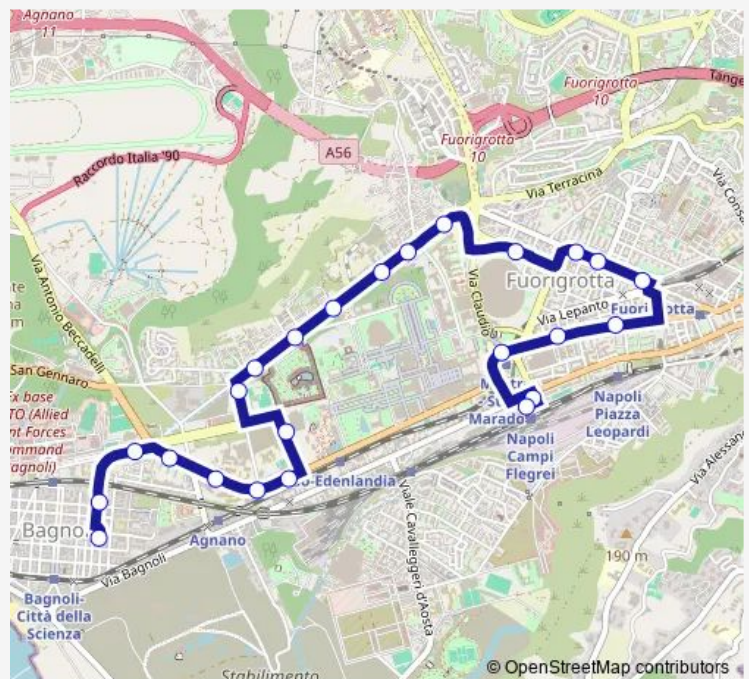 Agnano
11
Fuorigrotta
10
Tange
A56
Fuorigrotta
10
Raccordo Italia '90
Via Terracina
Via Antonio Beccadelli
Via Claudio
Fuorigrotta
Via Lepanto
San Gennaro
Marado
Napoli
Piazza
Leopardi
Napoli
Campi
Flegrei
o-Edenlandia
Agnano
Bagno
Via Bagnoli
Viale Cavalleggeri d'Aosta
190 m
Bagnoli-
Città della
Scienza
Stabilimento
© OpenStreetMap contributors